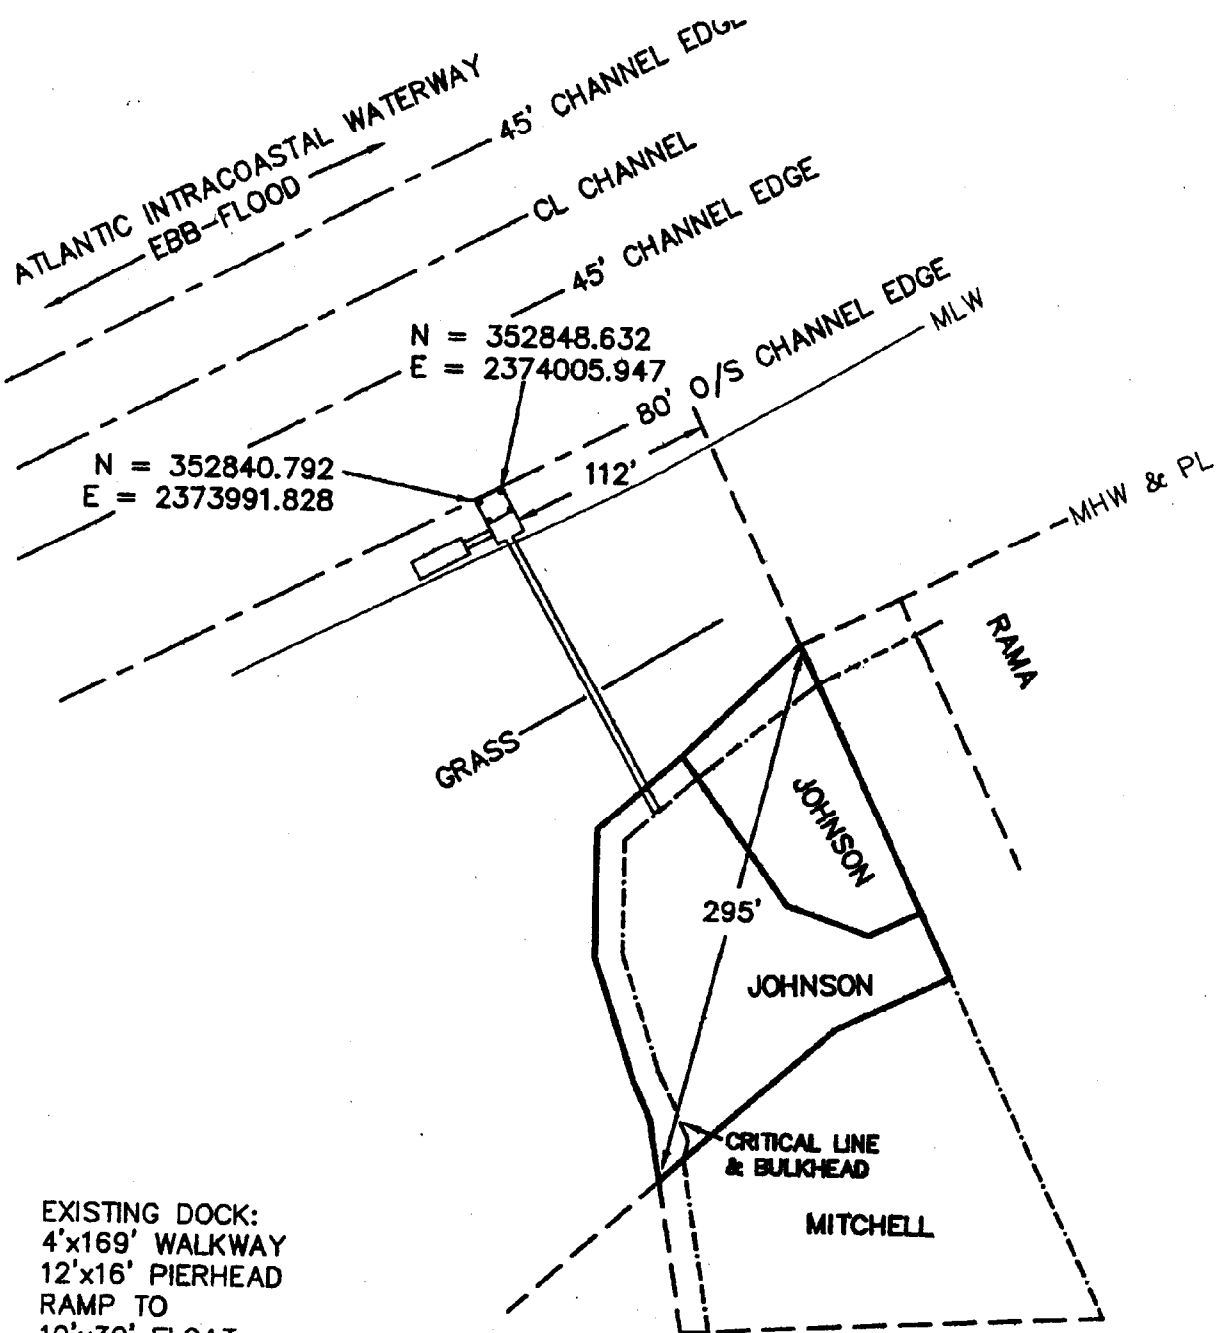 45' CHANNEL EDGE
ATLANTIC INTRACOASTAL WATERWAY
EBB-FLOOD
CL CHANNEL
45' CHANNEL EDGE
80' O/S CHANNEL EDGE
MLW
N = 352848.632
E = 2374005.947
N = 352840.792
E = 2373991.828
112'
MHW & PL
RAMA
GRASS
JOHNSON
295'
JOHNSON
CRITICAL LINE
& BULKHEAD
MITCHELL
EXISTING DOCK:
4'x169' WALKWAY
12'x16' PIERHEAD
RAMP TO
FLOAT